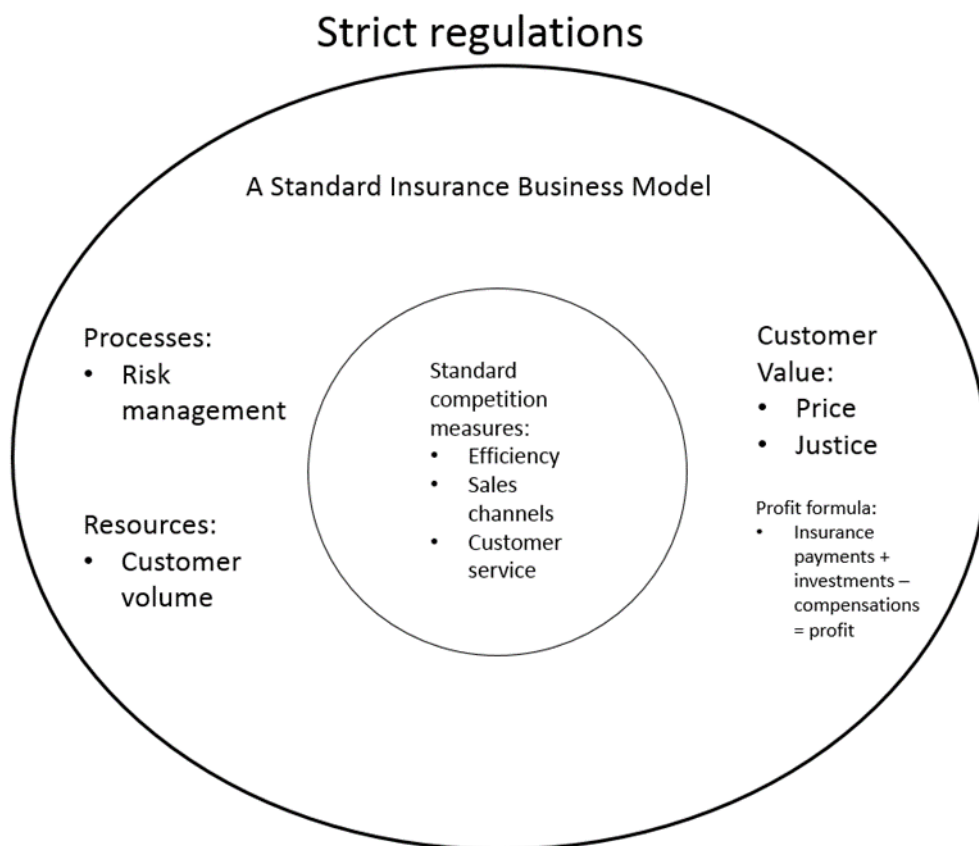 Strict regulations
A Standard Insurance Business Model
Processes:
• Risk
management
Resources:
• Customer
volume
Standard
competition
measures:
• Efficiency
• Sales
channels
• Customer
service
Customer
Value:
• Price
• Justice
Profit formula:
• Insurance
payments +
investments –
compensations
= profit